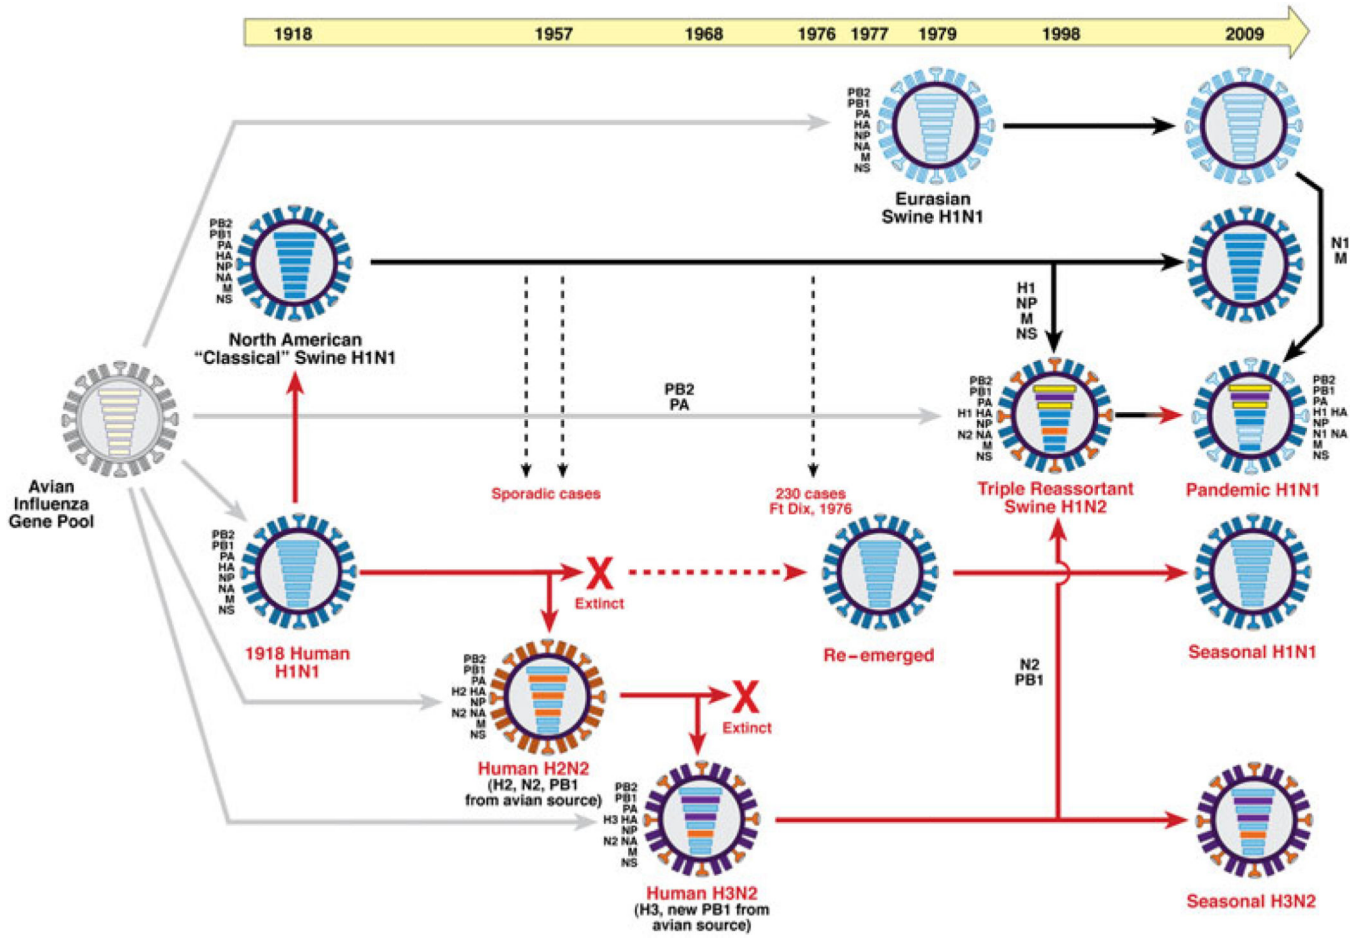 1918 1957 1968 1976 1977 1979 1998 2009
PB2
PB1
PA
HA
NP
NA
M
NS
Eurasian
Swine H1N1
PB2
PB1
PA
HA
NP
NA
M
NS
North American
“Classical” Swine H1N1
N1
M
H1
NP
M
NS
PB2
PA
Avian
Influenza
Gene Pool
Sporadic cases
230 cases
Ft Dix, 1976
PB2
PB1
PA
H1 HA
NP
N2 NA
M
NS
Triple Reassortant
Swine H1N2
PB2
PB1
PA
H1 HA
NP
N1 NA
M
NS
Pandemic H1N1
PB2
PB1
PA
HA
NP
NA
M
NS
1918 Human
H1N1
X
Extinct
Re-emerged
Seasonal H1N1
PB2
PB1
PA
H2 HA
NP
N2 NA
M
NS
Human H2N2
(H2, N2, PB1
from avian source)
X
Extinct
N2
PB1
PB2
PB1
PA
H3 HA
NP
N2 NA
M
NS
Human H3N2
(H3, new PB1 from
avian source)
Seasonal H3N2